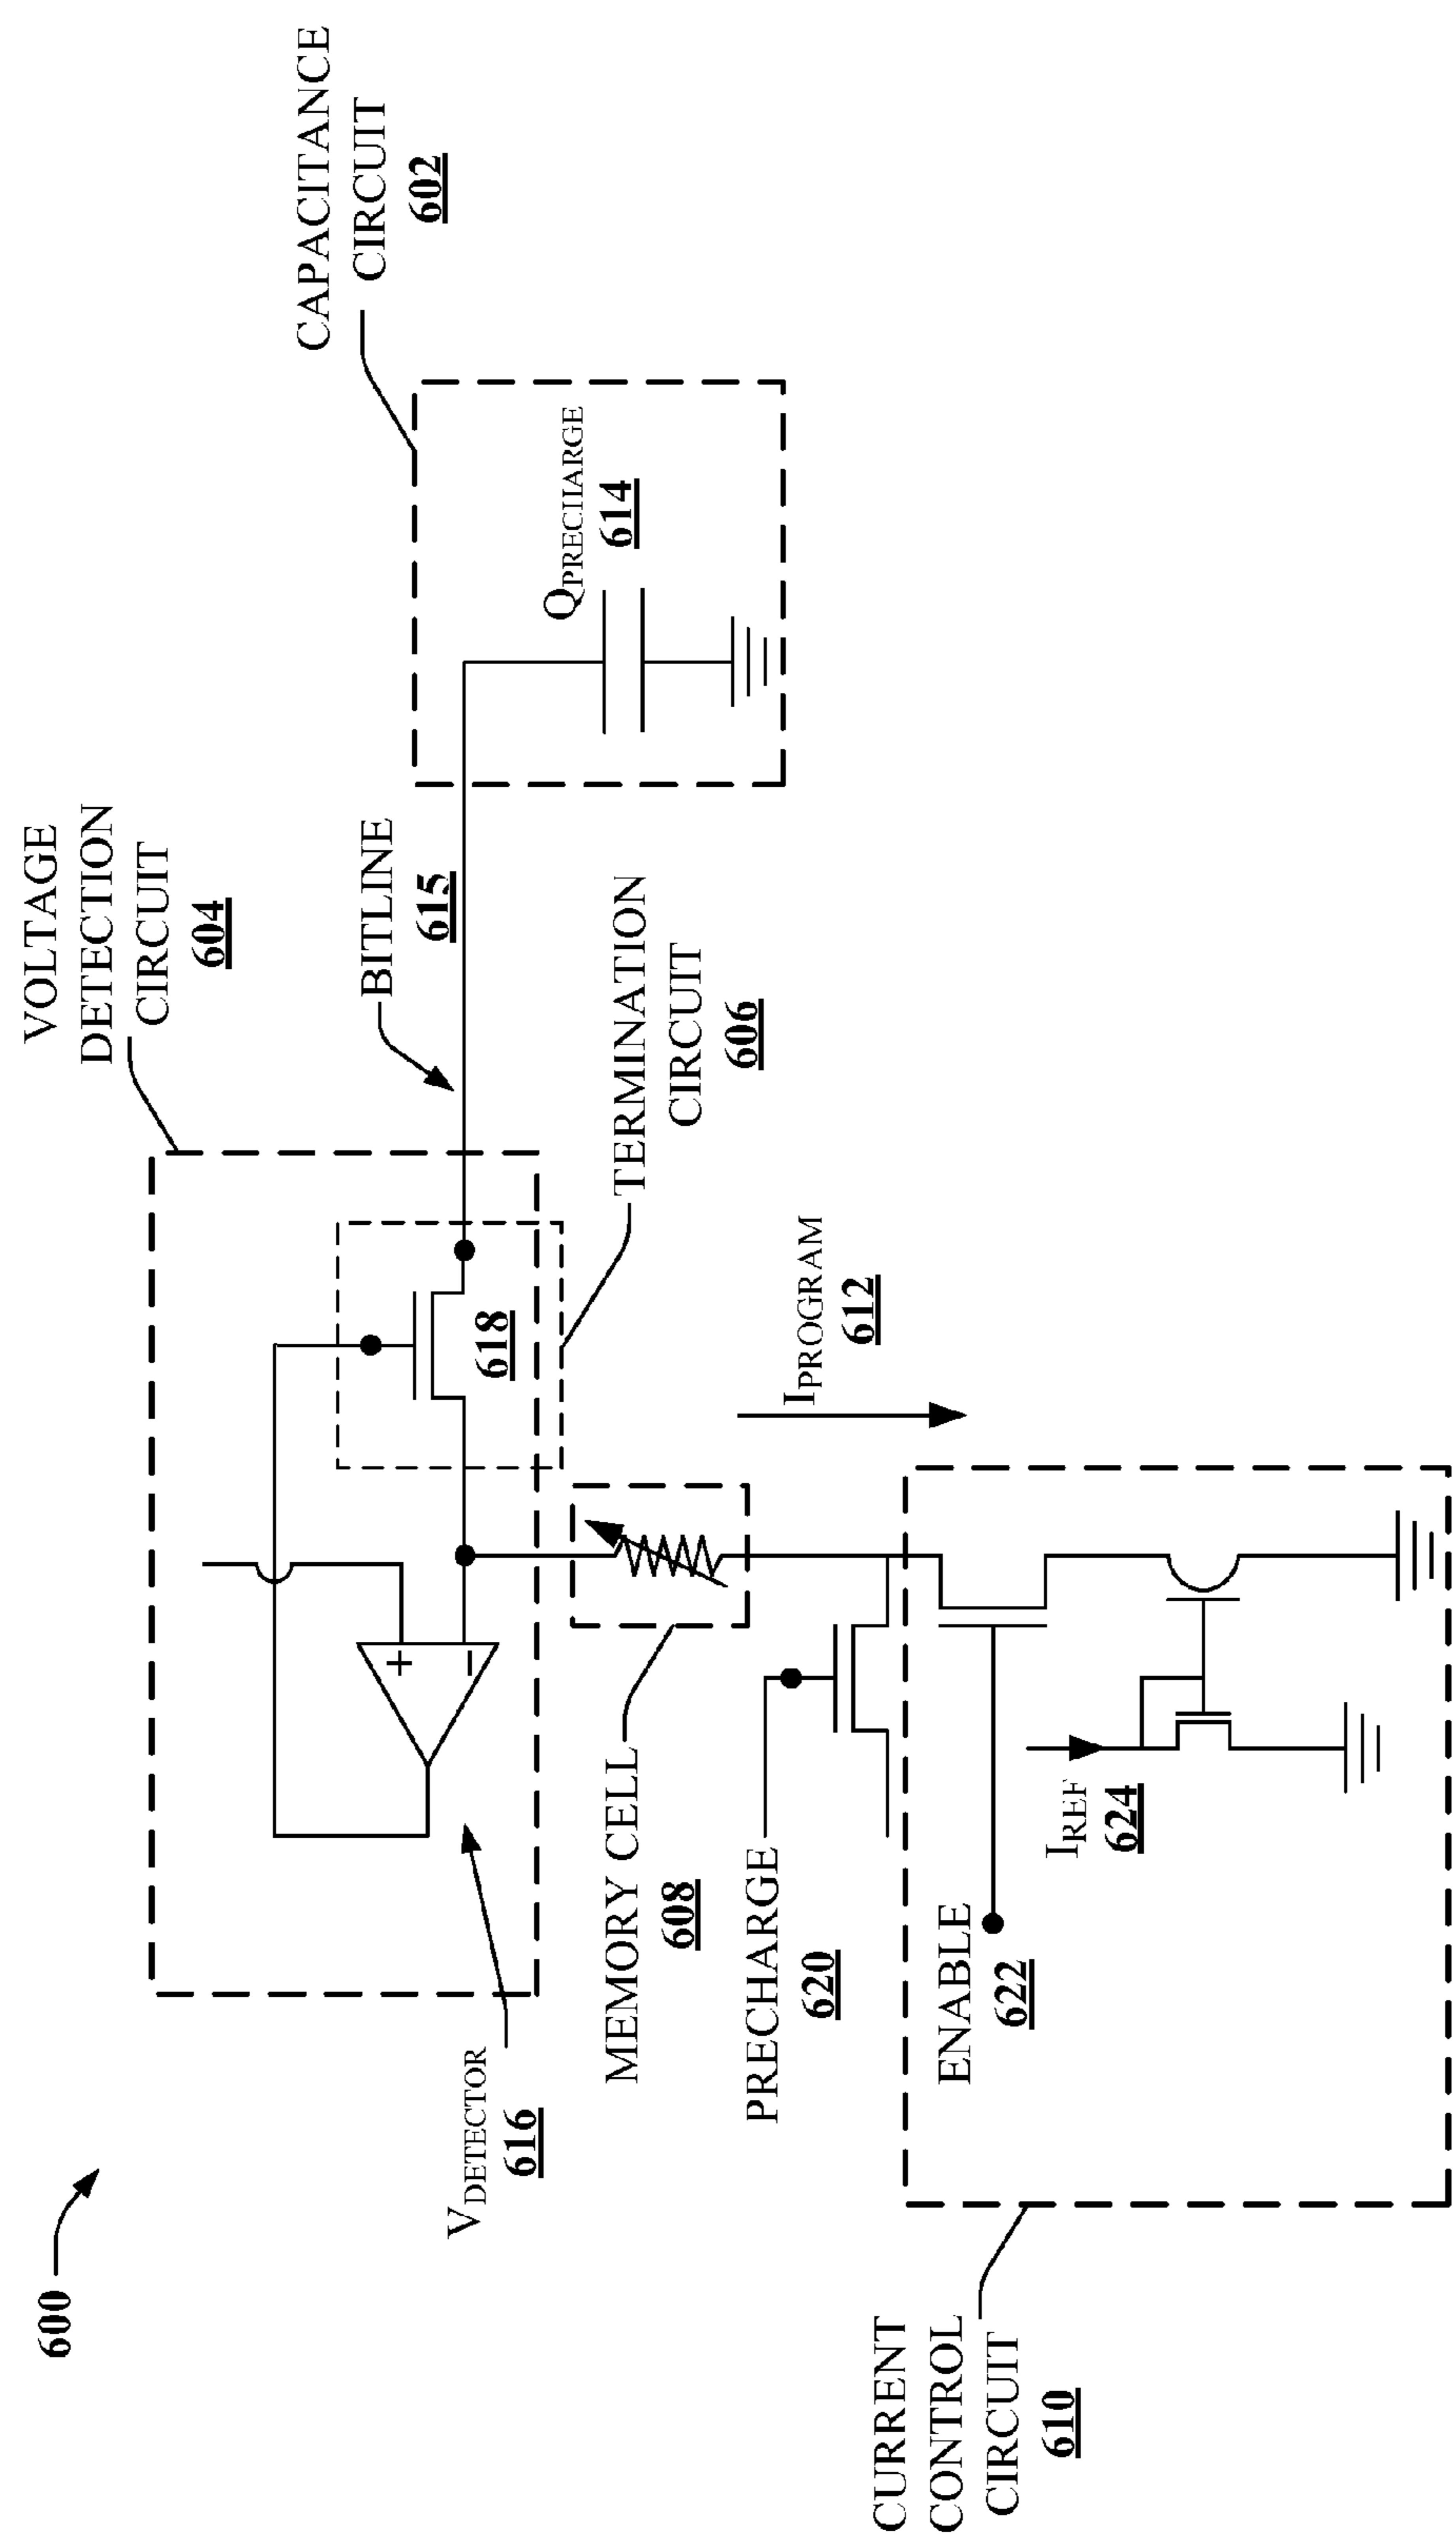 600
VOLTAGE
DETECTION
CIRCUIT
604
CAPACITANCE
CIRCUIT
602
BITLINE
615
QPRECHARGE
614
VDETECTOR
616
+
−
618
TERMINATION
CIRCUIT
606
MEMORY CELL
608
IPROGRAM
612
PRECHARGE
620
ENABLE
622
IREF
624
CURRENT
CONTROL
CIRCUIT
610